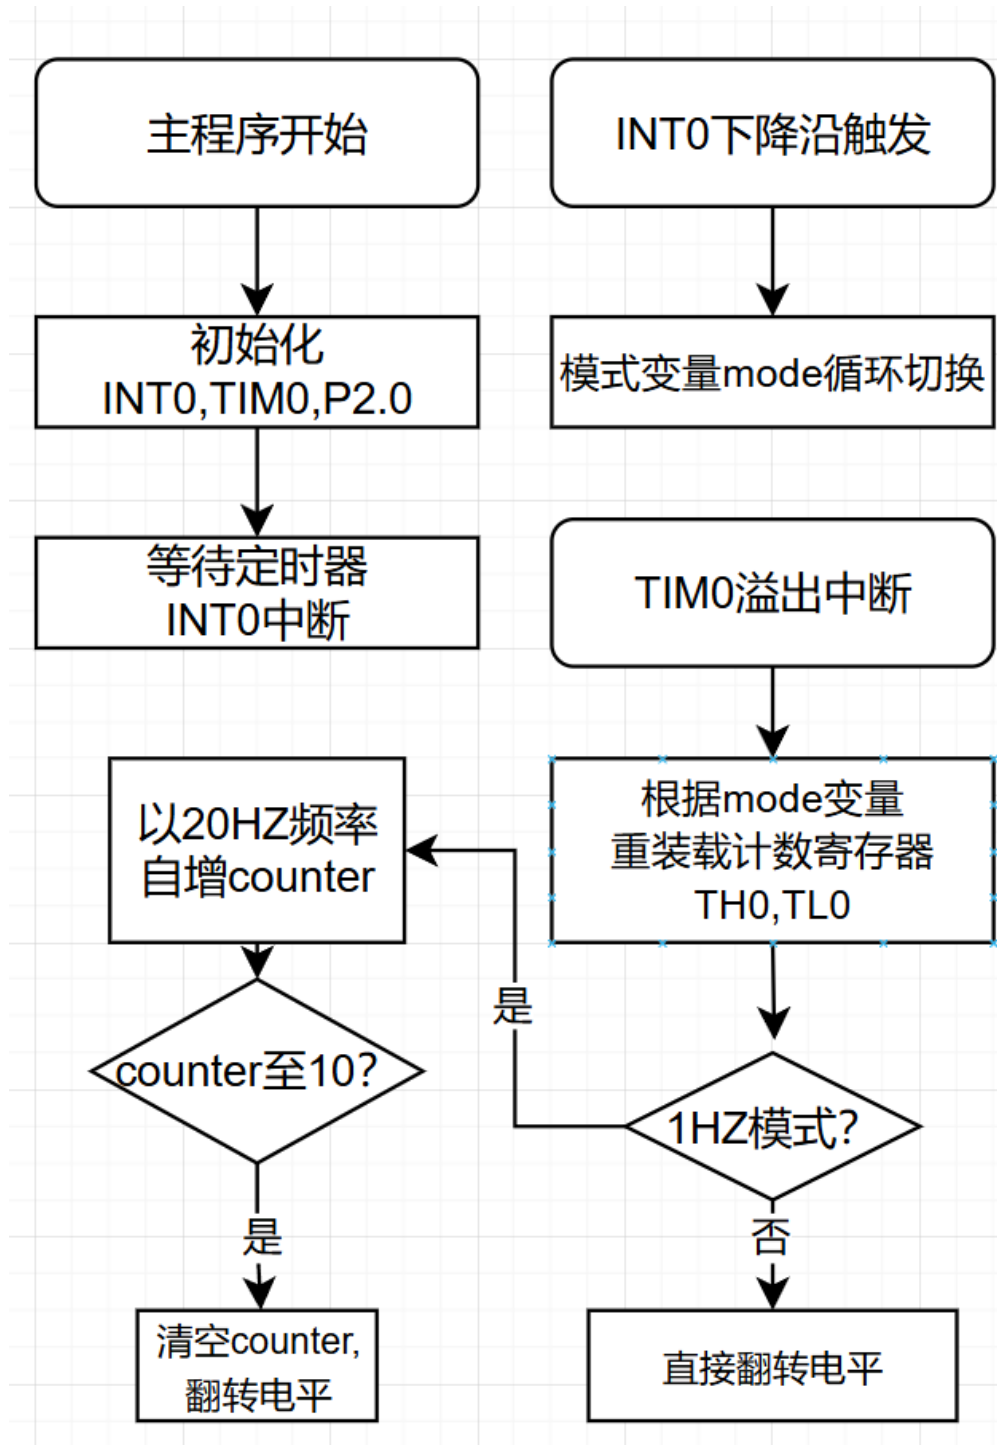 主程序开始
初始化
INT0,TIM0,P2.0
等待定时器
INT0中断
INT0下降沿触发
模式变量mode循环切换
TIM0溢出中断
根据mode变量
重装载计数寄存器
TH0,TL0
1HZ模式?
是
否
以20HZ频率
自增counter
counter至10?
是
清空counter,
翻转电平
直接翻转电平